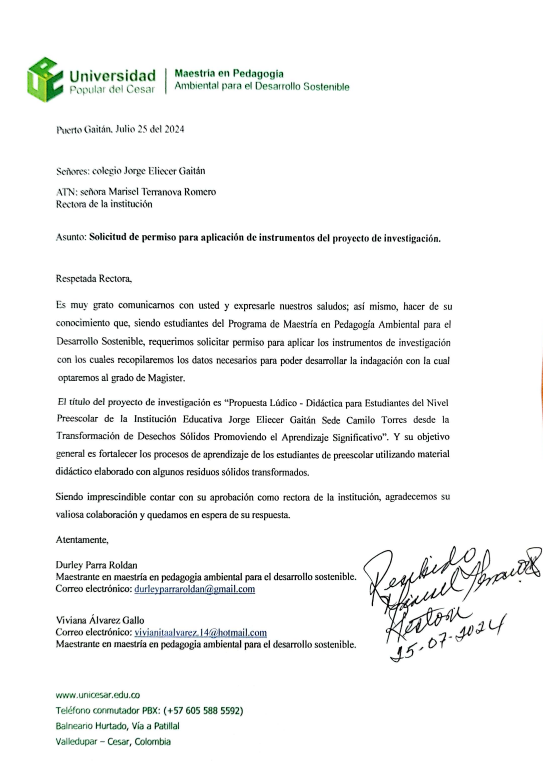 Universidad
Popular del Cesar
Maestría en Pedagogía
Ambiental para el Desarrollo Sostenible
Puerto Gaitán, Julio 25 del 2024
Señores: colegio Jorge Eliecer Gaitán
ATN: señora Marisel Terranova Romero
Rectora de la institución
Asunto: Solicitud de permiso para aplicación de instrumentos del proyecto de investigación.
Respetada Rectora,
Es muy grato comunicarnos con usted y expresarle nuestros saludos; así mismo, hacer de su
conocimiento que, siendo estudiantes del Programa de Maestría en Pedagogía Ambiental para el
Desarrollo Sostenible, requerimos solicitar permiso para aplicar los instrumentos de investigación
con los cuales recopilaremos los datos necesarios para poder desarrollar la indagación con la cual
optaremos al grado de Magister.
El título del proyecto de investigación es “Propuesta Lúdico - Didáctica para Estudiantes del Nivel
Preescolar de la Institución Educativa Jorge Eliecer Gaitán Sede Camilo Torres desde la
Transformación de Desechos Sólidos Promoviendo el Aprendizaje Significativo”. Y su objetivo
general es fortalecer los procesos de aprendizaje de los estudiantes de preescolar utilizando material
didáctico elaborado con algunos residuos sólidos transformados.
Siendo imprescindible contar con su aprobación como rectora de la institución, agradecemos su
valiosa colaboración y quedamos en espera de su respuesta.
Atentamente,
Durley Parra Roldan
Maestrante en maestría en pedagogia ambiental para el desarrollo sostenible.
Correo electrónico: durleyparraroldan@gmail.com
Viviana Álvarez Gallo
Correo electrónico: vivianitaalvarez.14@hotmail.com
Maestrante en maestría en pedagogia ambiental para el desarrollo sostenible.
Recibido
Rectora
25-07-2024
www.unicesar.edu.co
Teléfono conmutador PBX: (+57 605 588 5592)
Balneario Hurtado, Vía a Patillal
Valledupar – Cesar, Colombia